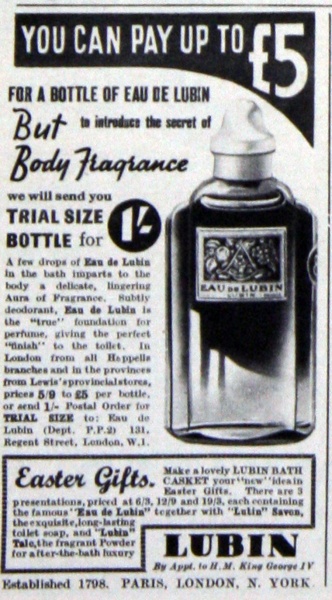 YOU CAN PAY UP TO £5
FOR A BOTTLE OF EAU DE LUBIN
But to introduce the secret of
Body Fragrance
we will send you
TRIAL SIZE
BOTTLE for 1/-
A few drops of Eau de Lubin
in the bath imparts to the
body a delicate, lingering
Aura of Fragrance. Subtly
deodorant, Eau de Lubin is
the "true" foundation for
perfume, giving the perfect
"finish" to the toilet. In
London from all Heppells
branches and in the provinces
from Lewis's provincial stores,
prices 5/9 to £5 per bottle,
or send 1/- Postal Order for
TRIAL SIZE to: Eau de
Lubin (Dept. P.P.2) 131,
Regent Street, London, W.1.
EAU DE LUBIN
LUBIN
Easter Gifts. Make a lovely LUBIN BATH
CASKET your "new" idea in
Easter Gifts. There are 3
presentations, priced at 6/3, 12/9 and 19/3, each containing
the famous "Eau de Lubin" together with "Lubin" Savon,
the exquisite, long-lasting
toilet soap, and "Lubin"
Talc, the fragrant Powder
for after-the-bath luxury
LUBIN
By Appt. to H.M. King George IV
Established 1798. PARIS, LONDON, N. YORK.